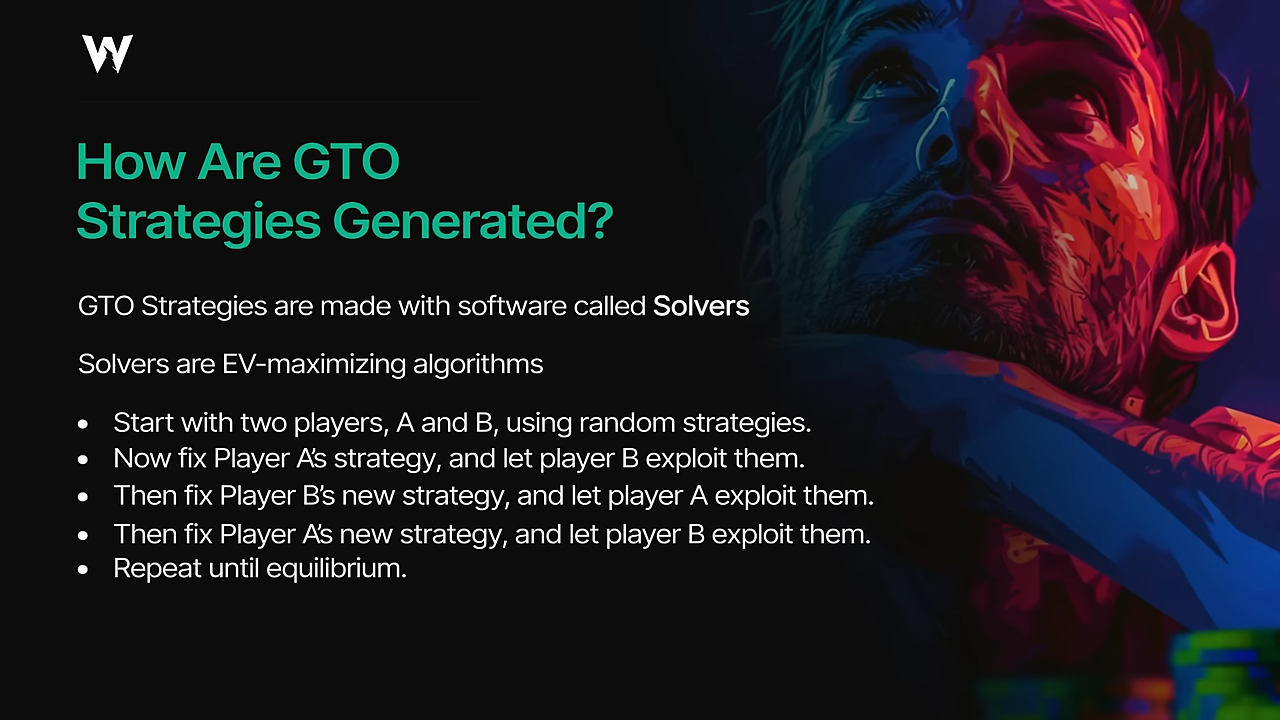 W
How Are GTO
Strategies Generated?
GTO Strategies are made with software called Solvers
Solvers are EV-maximizing algorithms
• Start with two players, A and B, using random strategies.
• Now fix Player A's strategy, and let player B exploit them.
• Then fix Player B's new strategy, and let player A exploit them.
• Then fix Player A's new strategy, and let player B exploit them.
• Repeat until equilibrium.